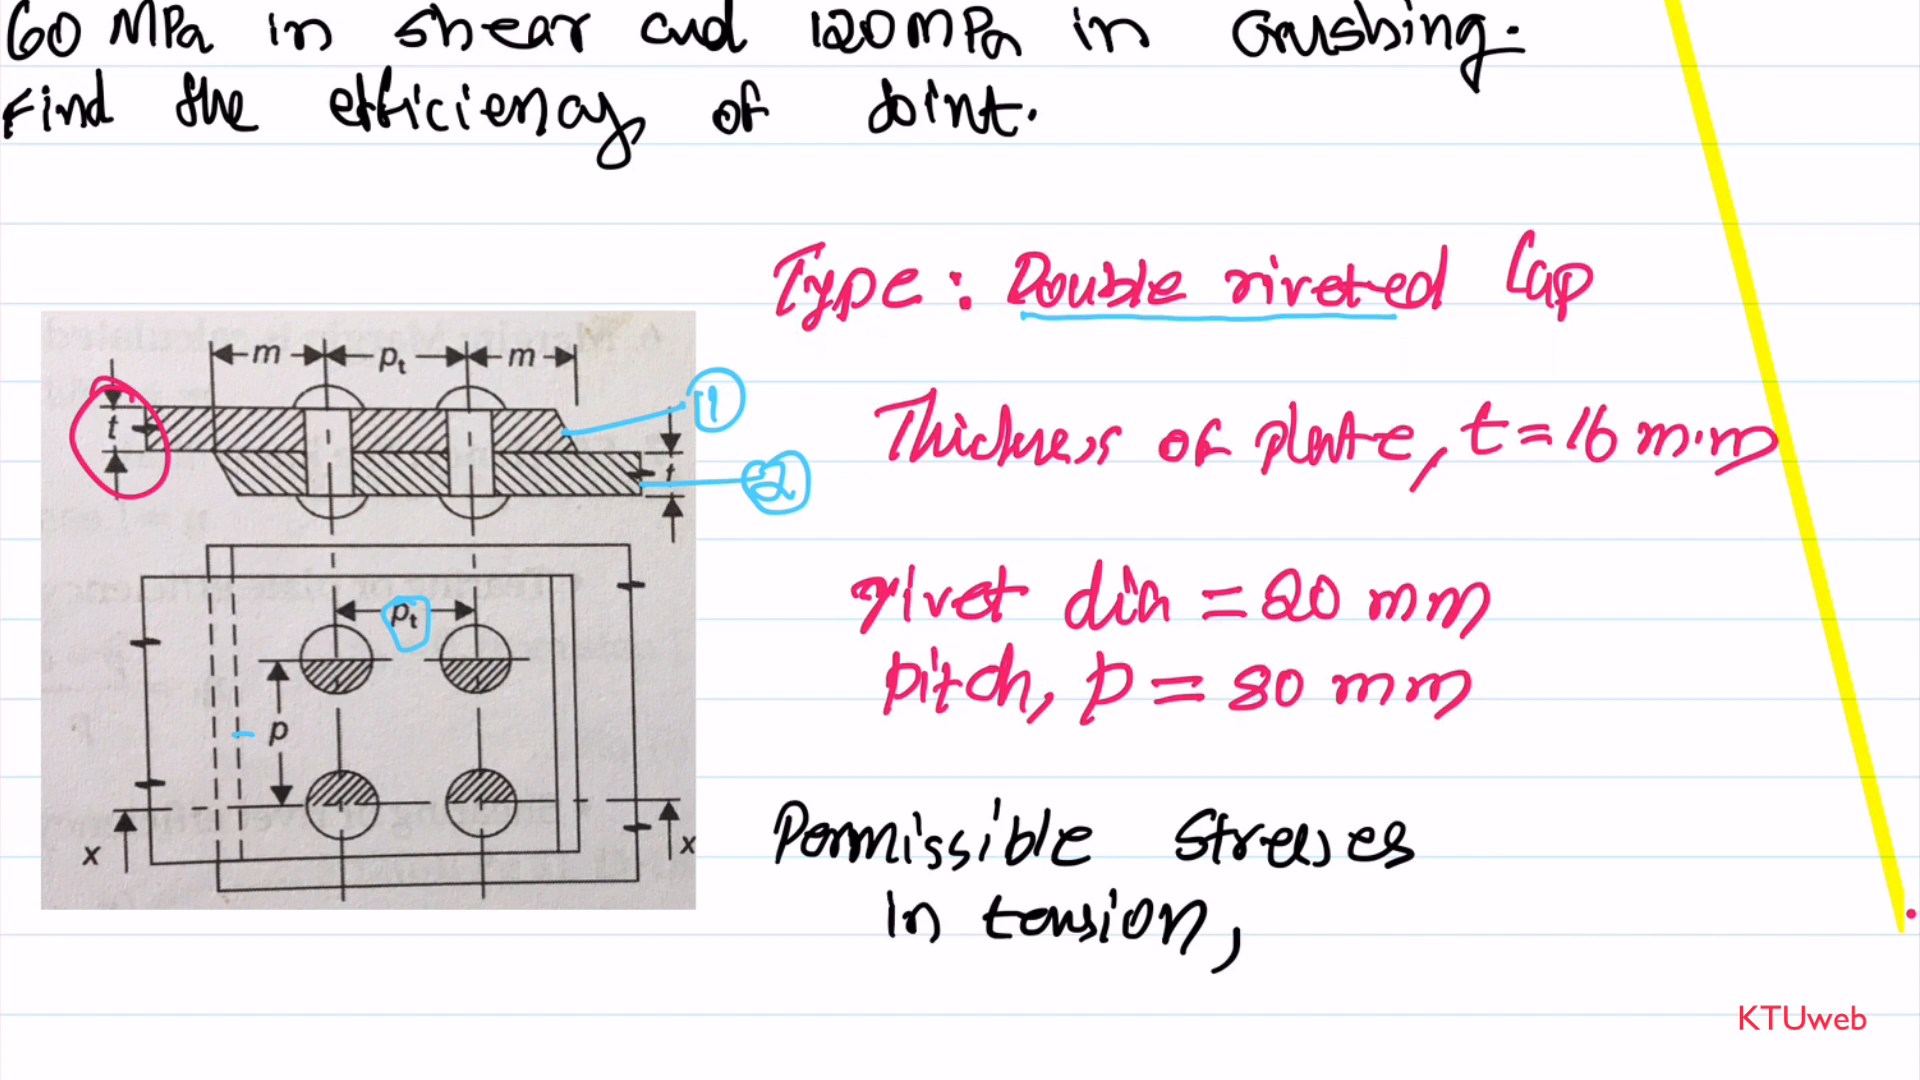 60 MPa in shear and 120 MPa in Crushing.
Find the efficiency of Joint.
Type: Double riveted Lap
m pt m
t
1
Thickness of plate, t = 16 m.m
t
2
pt
rivet dia = 20 mm
p
pitch, p = 80 mm
x x
Permissible Stresses
in tension,
KTUweb